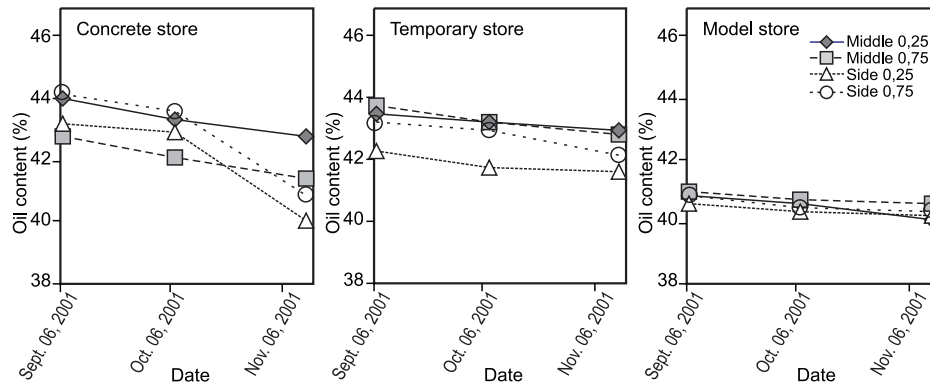 Concrete store
46
44
42
40
38
Oil content (%)
Sept. 06, 2001
Oct. 06, 2001
Nov. 06, 2001
Date
Temporary store
46
44
42
40
38
Oil content (%)
Sept. 06, 2001
Oct. 06, 2001
Nov. 06, 2001
Date
Model store
Middle 0,25
Middle 0,75
Side 0,25
Side 0,75
46
44
42
40
38
Oil content (%)
Sept. 06, 2001
Oct. 06, 2001
Nov. 06, 2001
Date